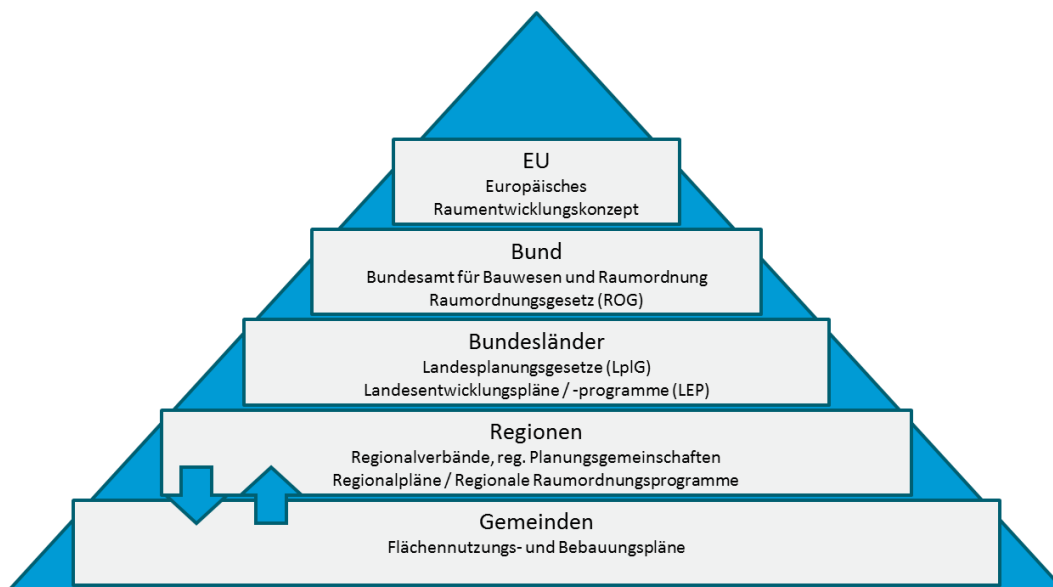 EU
Europäisches
Raumentwicklungskonzept
Bund
Bundesamt für Bauwesen und Raumordnung
Raumordnungsgesetz (ROG)
Bundesländer
Landesplanungsgesetze (LplG)
Landesentwicklungspläne / -programme (LEP)
Regionen
Regionalverbände, reg. Planungsgemeinschaften
Regionalpläne / Regionale Raumordnungsprogramme
Gemeinden
Flächennutzungs- und Bebauungspläne